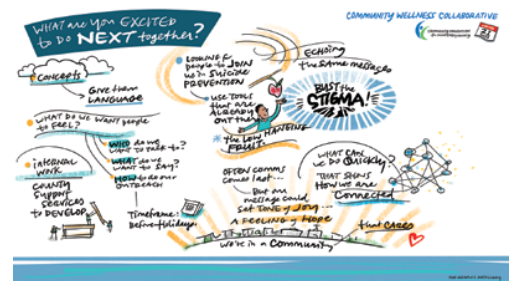 WHAT are you EXCITED
to do NEXT together?
COMMUNITY WELLNESS COLLABORATIVE
CONCEPTS
Give them
LANGUAGE
WHAT DO WE WANT people
to FEEL?
WHO do we
WANT to TALK to?
WHAT DO we
want to SAY?
HOW to do our
OUTREACH
internal
WORK
COUNTY
SUPPORT
SERVICES
to DEVELOP
Timeframe:
Before Holidays
LOOKING for
people to JOIN
us in SUICIDE
PREVENTION
USE TOOLS
that are
ALREADY
OUT there
the LOW HANGING
FRUIT
ECHOING
the SAME messages
BUST the
STIGMA!
OFTEN comms
comes last...
But our
message could
set TONE of JOY...
A FEELING of HOPE
we're in a COMMUNITY
that CARES
WHAT CAN
we DO QUICKLY?
THAT SHOWS
How we are
Connected